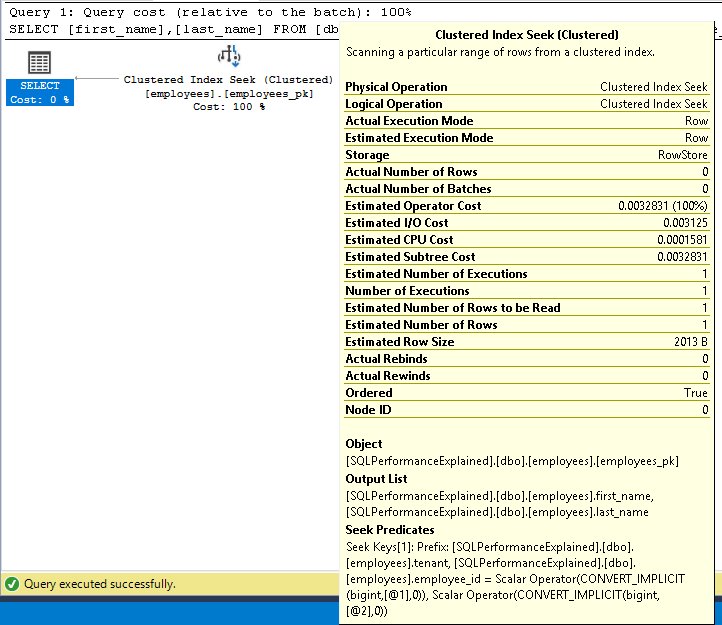 Query 1: Query cost (relative to the batch): 100%
SELECT [first_name],[last_name] FROM [db
SELECT
Cost: 0 %
Clustered Index Seek (Clustered)
[employees].[employees_pk]
Cost: 100 %
Clustered Index Seek (Clustered)
Scanning a particular range of rows from a clustered index.
Physical Operation Clustered Index Seek
Logical Operation Clustered Index Seek
Actual Execution Mode Row
Estimated Execution Mode Row
Storage RowStore
Actual Number of Rows 0
Actual Number of Batches 0
Estimated Operator Cost 0.0032831 (100%)
Estimated I/O Cost 0.003125
Estimated CPU Cost 0.0001581
Estimated Subtree Cost 0.0032831
Estimated Number of Executions 1
Number of Executions 1
Estimated Number of Rows to be Read 1
Estimated Number of Rows 1
Estimated Row Size 2013 B
Actual Rebinds 0
Actual Rewinds 0
Ordered True
Node ID 0
Object
[SQLPerformanceExplained].[dbo].[employees].[employees_pk]
Output List
[SQLPerformanceExplained].[dbo].[employees].first_name,
[SQLPerformanceExplained].[dbo].[employees].last_name
Seek Predicates
Seek Keys[1]: Prefix: [SQLPerformanceExplained].[dbo].
[employees].tenant, [SQLPerformanceExplained].[dbo].
[employees].employee_id = Scalar Operator(CONVERT_IMPLICIT
(bigint,[@1],0)), Scalar Operator(CONVERT_IMPLICIT(bigint,
[@2],0))
Query executed successfully.